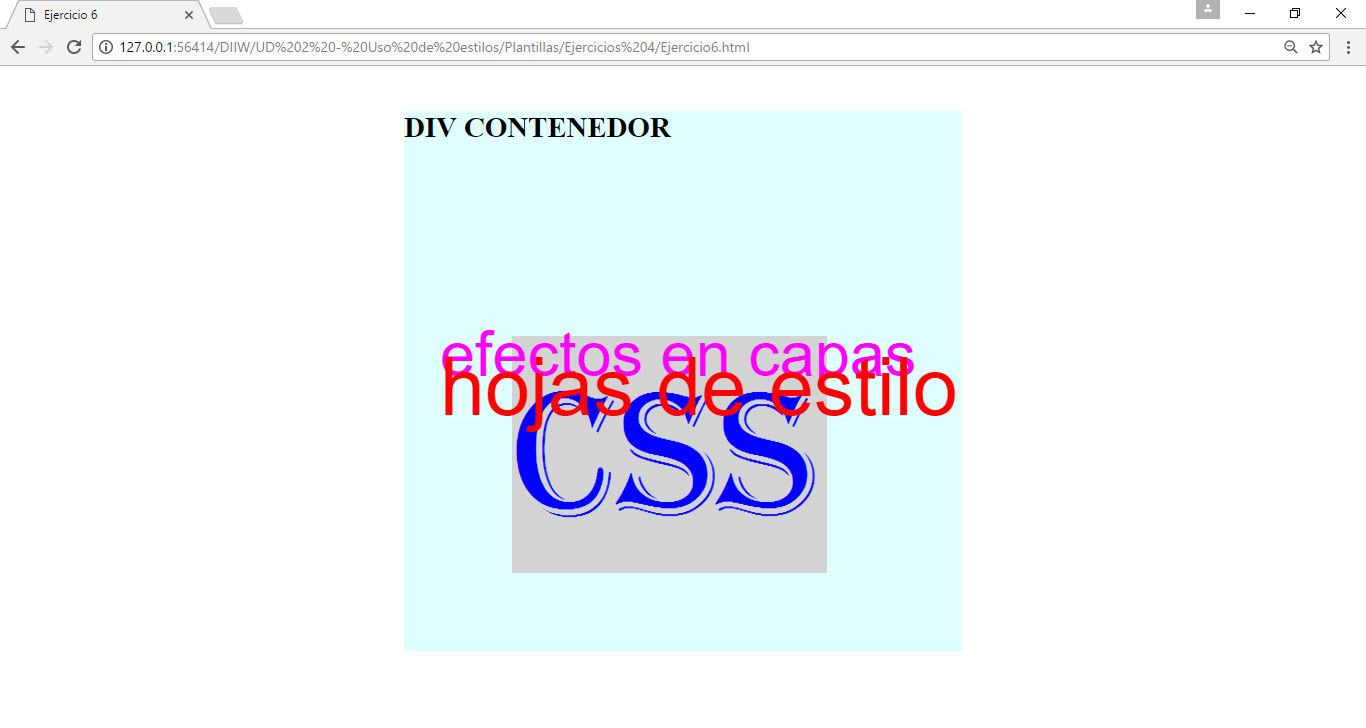 Ejercicio 6
127.0.0.1:56414/DIIW/UD%202%20-%20Uso%20de%20estilos/Plantillas/Ejercicios%204/Ejercicio6.html
DIV CONTENEDOR
efectos en capas
hojas de estilo
CSS